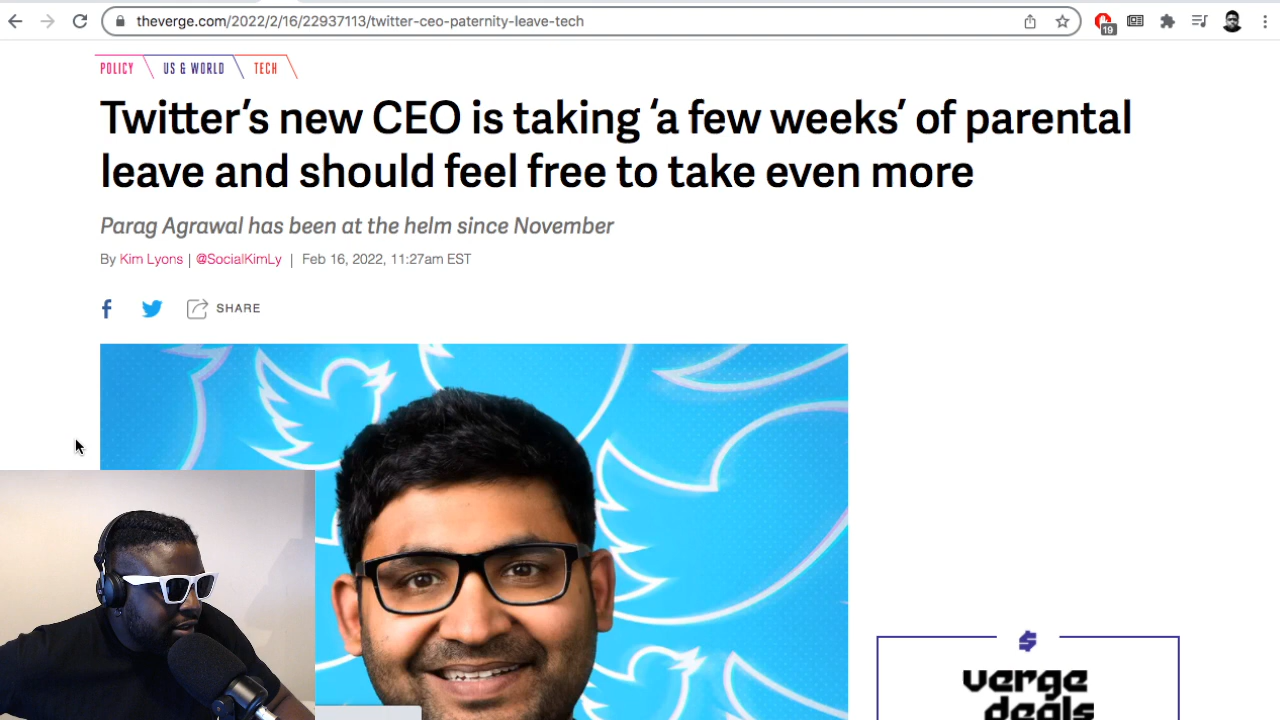 theverge.com/2022/2/16/22937113/twitter-ceo-paternity-leave-tech
19
POLICY US & WORLD TECH
Twitter’s new CEO is taking ‘a few weeks’ of parental
leave and should feel free to take even more
Parag Agrawal has been at the helm since November
By Kim Lyons | @SocialKimLy | Feb 16, 2022, 11:27am EST
SHARE
verge
deals